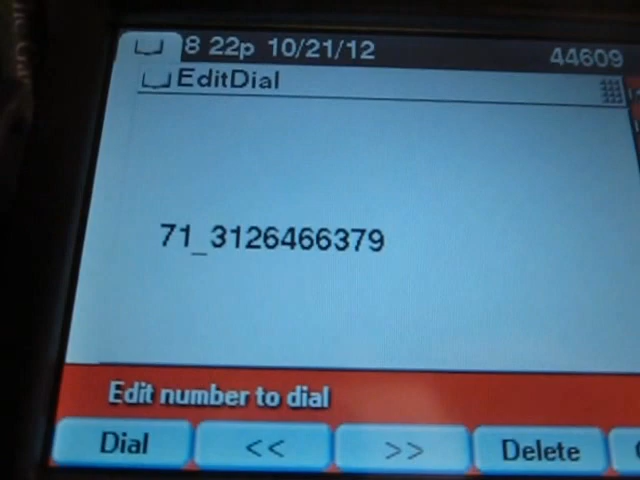 8 22p 10/21/12 44609
EditDial
71_3126466379
Edit number to dial
Dial << >> Delete